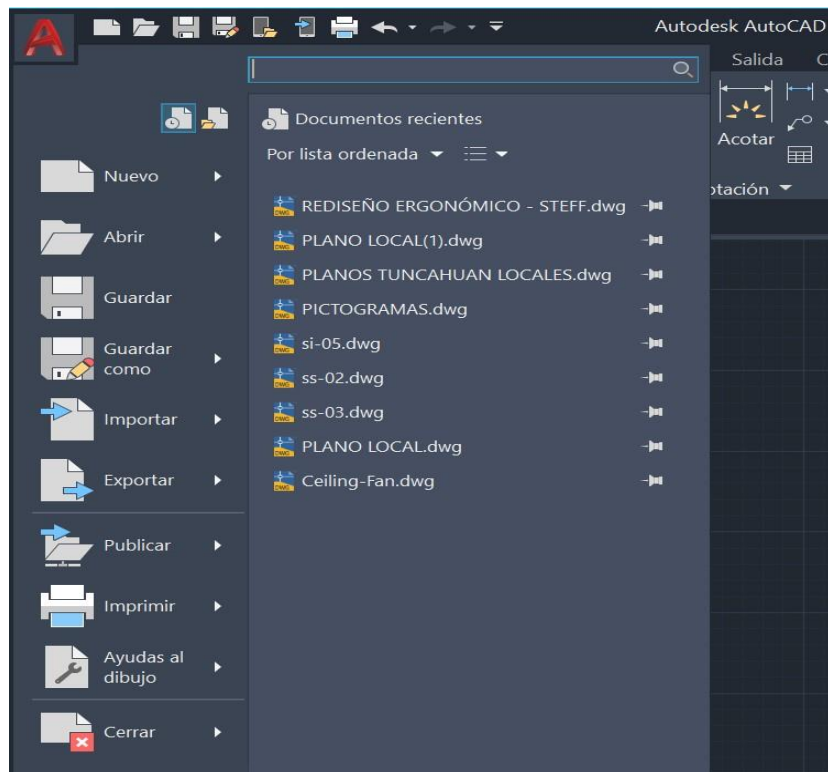 Autodesk AutoCAD
Salida
Acotar
Documentos recientes
Por lista ordenada
Nuevo
Abrir
Guardar
Guardar
como
Importar
Exportar
Publicar
Imprimir
Ayudas al
dibujo
Cerrar
REDISEÑO ERGONÓMICO - STEFF.dwg
PLANO LOCAL(1).dwg
PLANOS TUNCAHUAN LOCALES.dwg
PICTOGRAMAS.dwg
si-05.dwg
ss-02.dwg
ss-03.dwg
PLANO LOCAL.dwg
Ceiling-Fan.dwg